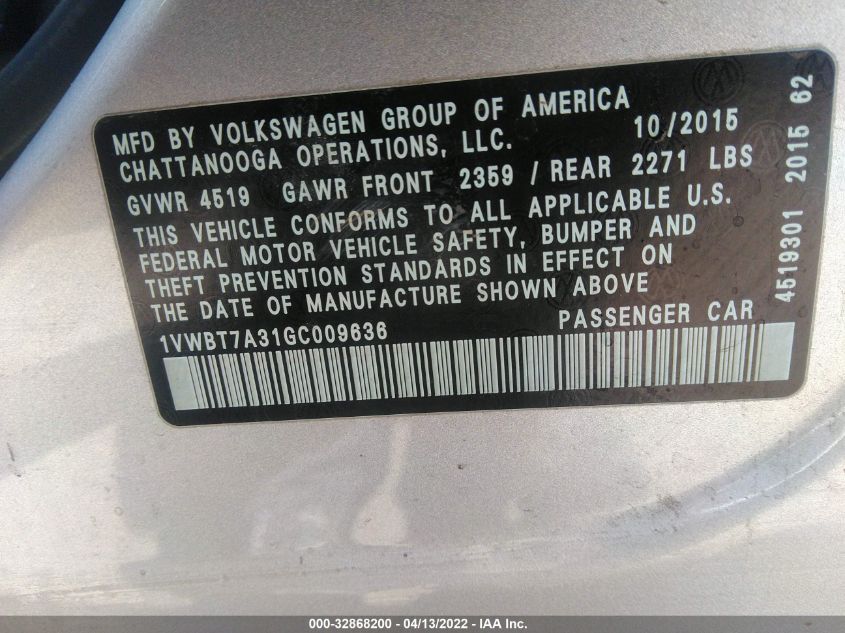 MFD BY VOLKSWAGEN GROUP OF AMERICA
CHATTANOOGA OPERATIONS, LLC. 10/2015
GVWR 4519 GAWR FRONT 2359 / REAR 2271 LBS
THIS VEHICLE CONFORMS TO ALL APPLICABLE U.S.
FEDERAL MOTOR VEHICLE SAFETY, BUMPER AND
THEFT PREVENTION STANDARDS IN EFFECT ON
THE DATE OF MANUFACTURE SHOWN ABOVE
1VWBT7A31GC009636 PASSENGER CAR
4519301 2015 62
000-32868200 - 04/13/2022 - IAA Inc.